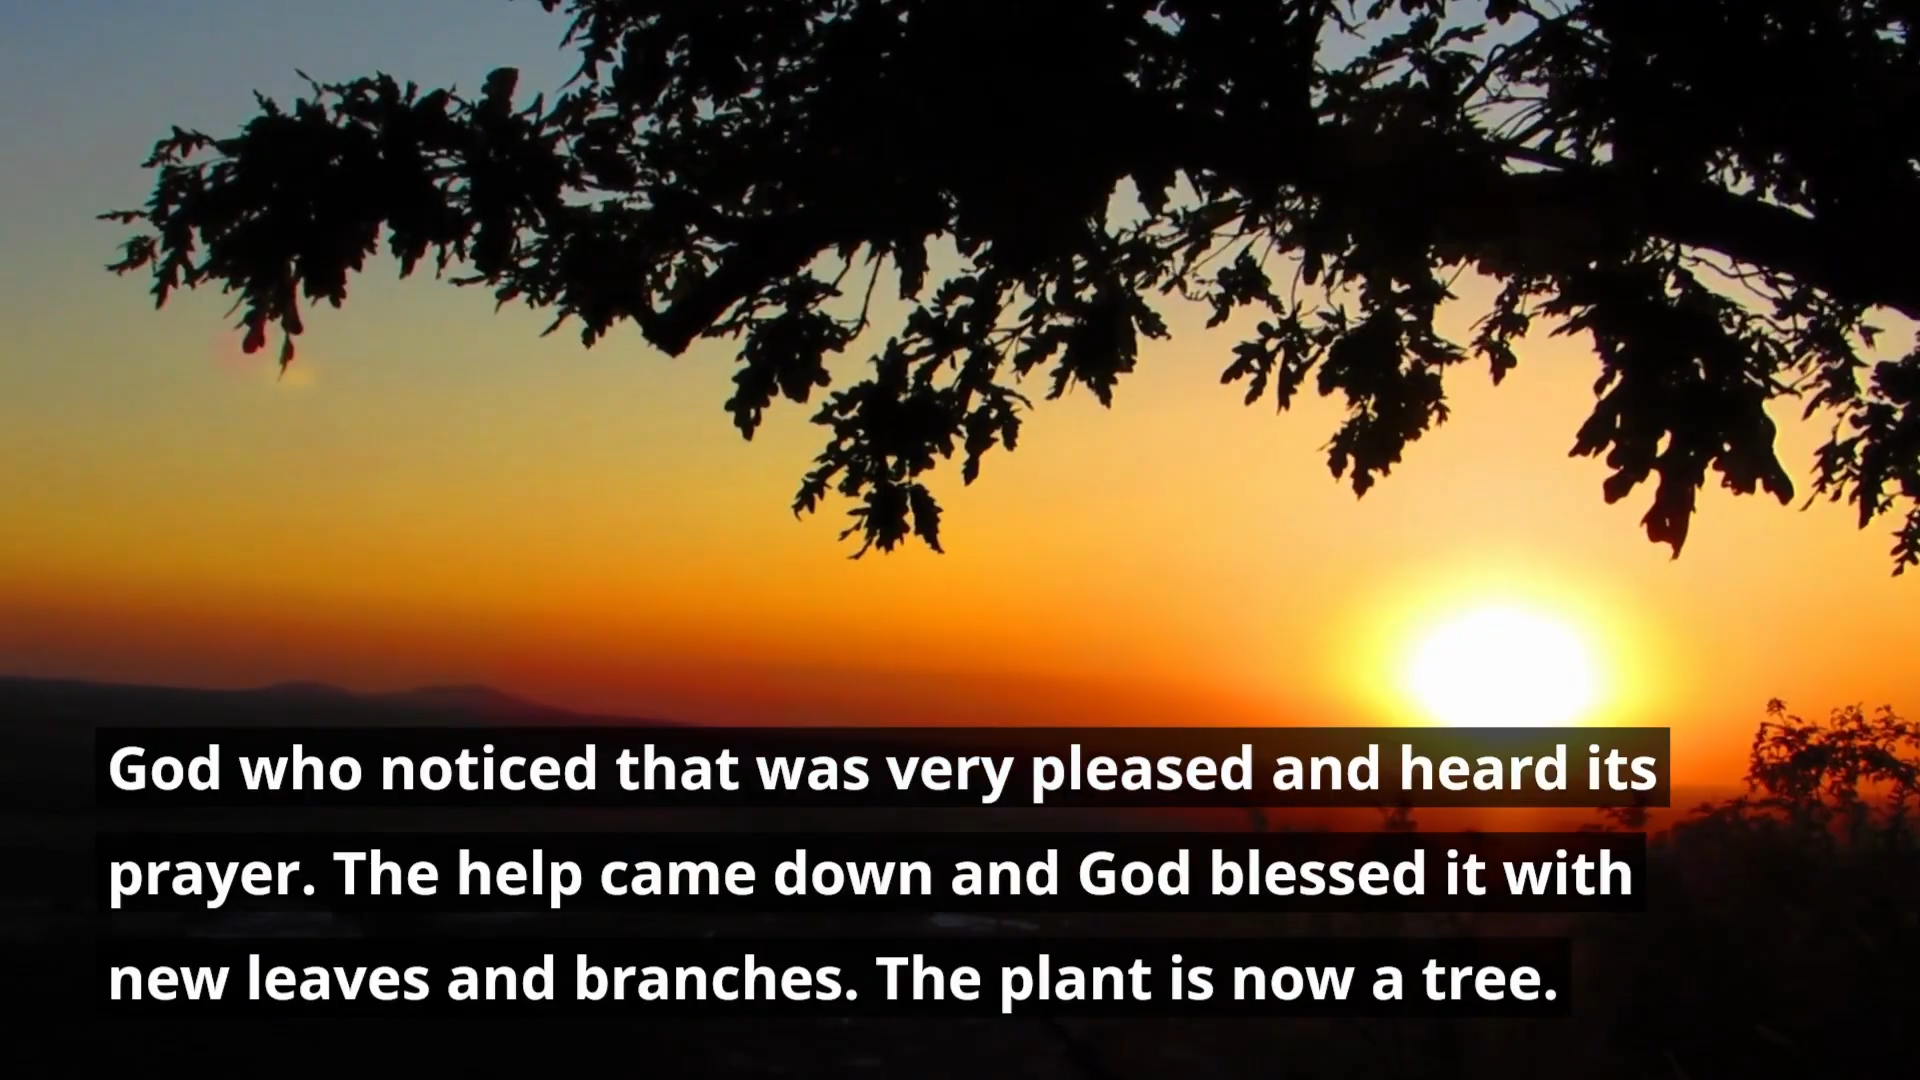 God who noticed that was very pleased and heard its
prayer. The help came down and God blessed it with
new leaves and branches. The plant is now a tree.